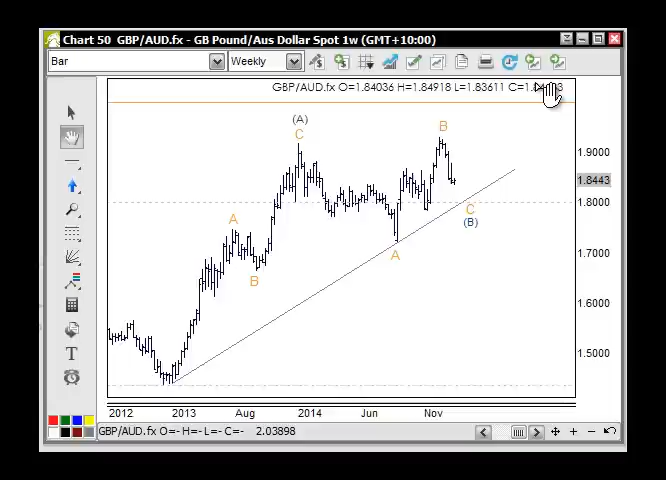 Chart 50 GBP/AUD.fx - GB Pound/Aus Dollar Spot 1w (GMT+10:00)
Bar Weekly
GBP/AUD.fx O=1.84036 H=1.84918 L=1.83611
(A)
C
B
1.9000
1.8443
1.8000
A
C
(B)
B
A
1.7000
1.6000
1.5000
T
2012 2013 Aug 2014 Jun Nov
GBP/AUD.fx O=- H=- L=- C=- 2.03898